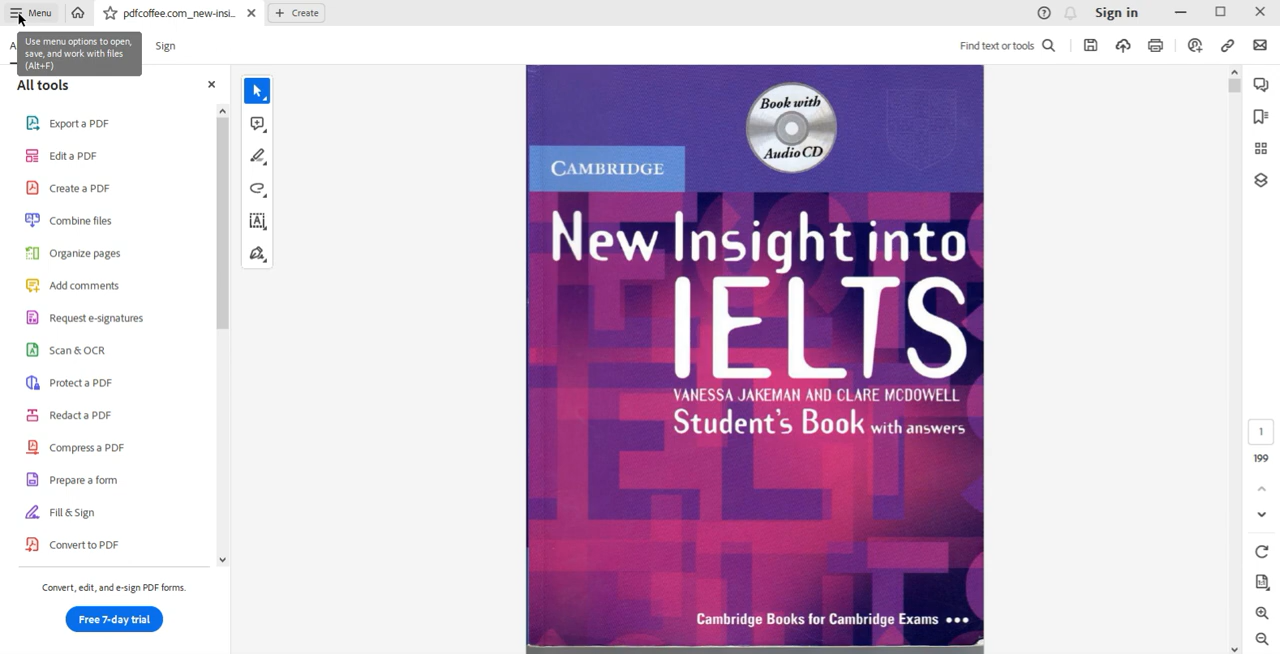 Menu
pdfcoffee.com_new-insi...
Create
Sign in
Use menu options to open,
save, and work with files
(Alt+F)
Sign
Find text or tools
All tools
Export a PDF
Edit a PDF
Create a PDF
Combine files
Organize pages
Add comments
Request e-signatures
Scan & OCR
Protect a PDF
Redact a PDF
Compress a PDF
Prepare a form
Fill & Sign
Convert to PDF
Convert, edit, and e-sign PDF forms.
Free 7-day trial
Book with
Audio CD
CAMBRIDGE
New Insight into
IELTS
VANESSA JAKEMAN AND CLARE MCDOWELL
Student's Book with answers
Cambridge Books for Cambridge Exams •••
1
199